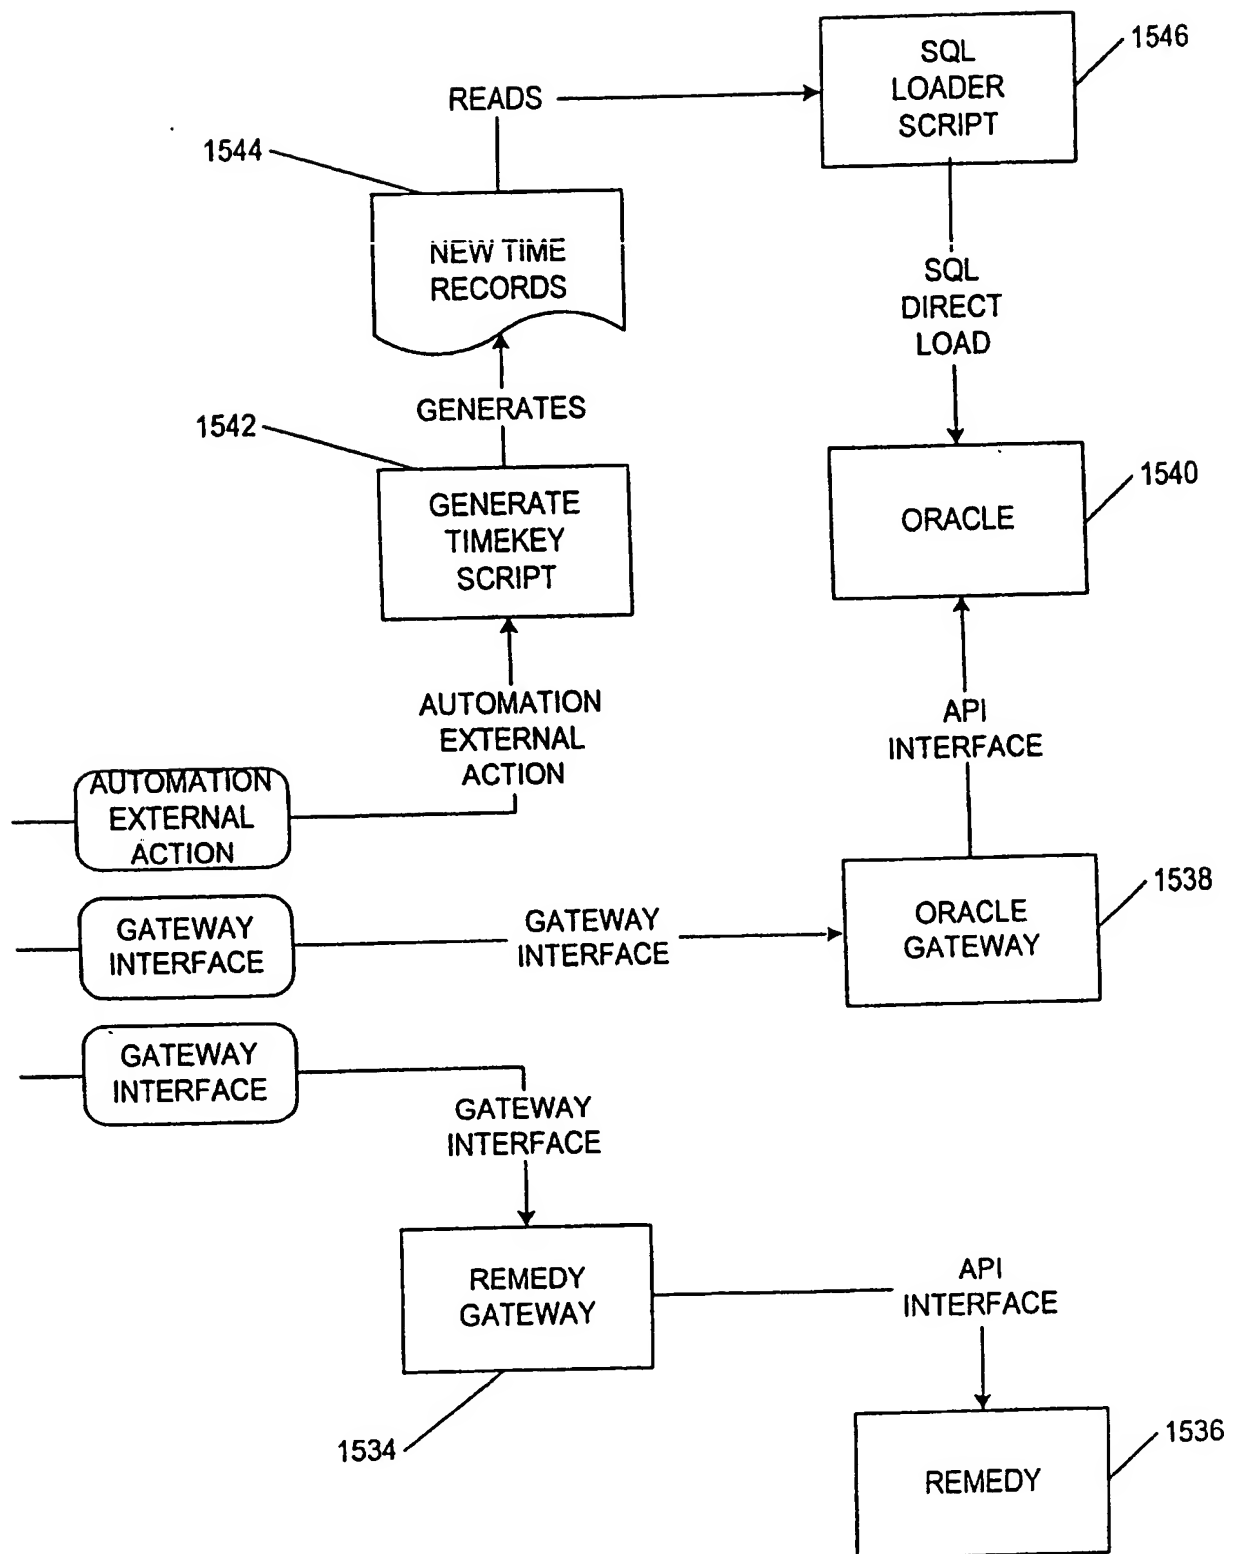 1546
SQL
LOADER
SCRIPT
READS
1544
NEW TIME
RECORDS
SQL
DIRECT
LOAD
GENERATES
1542
GENERATE
TIMEKEY
SCRIPT
1540
ORACLE
AUTOMATION
EXTERNAL
ACTION
API
INTERFACE
AUTOMATION
EXTERNAL
ACTION
1538
ORACLE
GATEWAY
GATEWAY
INTERFACE
GATEWAY
INTERFACE
GATEWAY
INTERFACE
GATEWAY
INTERFACE
REMEDY
GATEWAY
API
INTERFACE
1534
1536
REMEDY